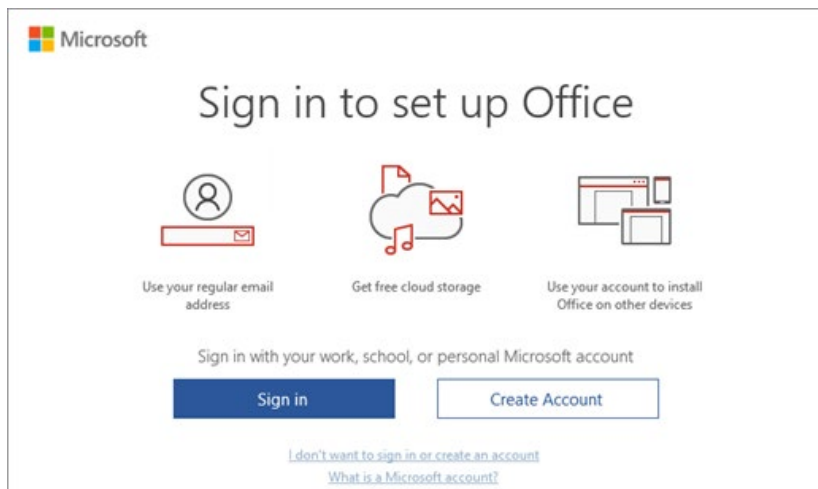 Microsoft
Sign in to set up Office
Use your regular email
address
Get free cloud storage
Use your account to install
Office on other devices
Sign in with your work, school, or personal Microsoft account
Sign in
Create Account
I don't want to sign in or create an account
What is a Microsoft account?